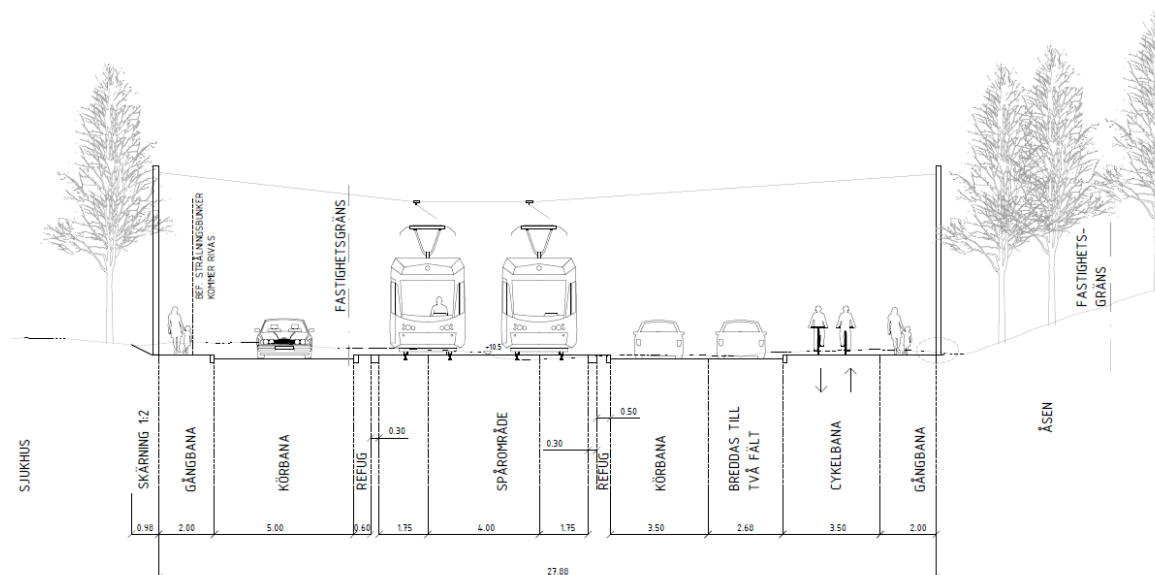 BEF. STRÅLNINGSBUNKER
KOMMER RIVAS
FASTIGHETSGRÄNS
FASTIGHETS-
GRÄNS
+10.5
SJUKHUS
SKÄRNING 1:2
GÅNGBANA
KÖRBANA
REFUG
0.30
SPÅROMRÅDE
0.30
REFUG
0.50
KÖRBANA
BREDDAS TILL
TVÅ FÄLT
CYKELBANA
GÅNGBANA
ÅSEN
0.98 2.00 5.00 0.60 1.75 4.00 1.75 3.50 2.60 3.50 2.00
27.88